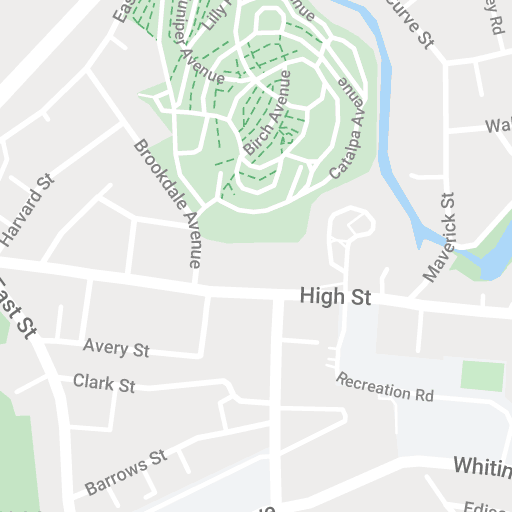 Juniper Avenue
Birch Avenue
Catalpa Avenue
Brookdale Avenue
Harvard St
Maverick St
High St
East St
Avery St
Clark St
Recreation Rd
Barrows St
Whitin